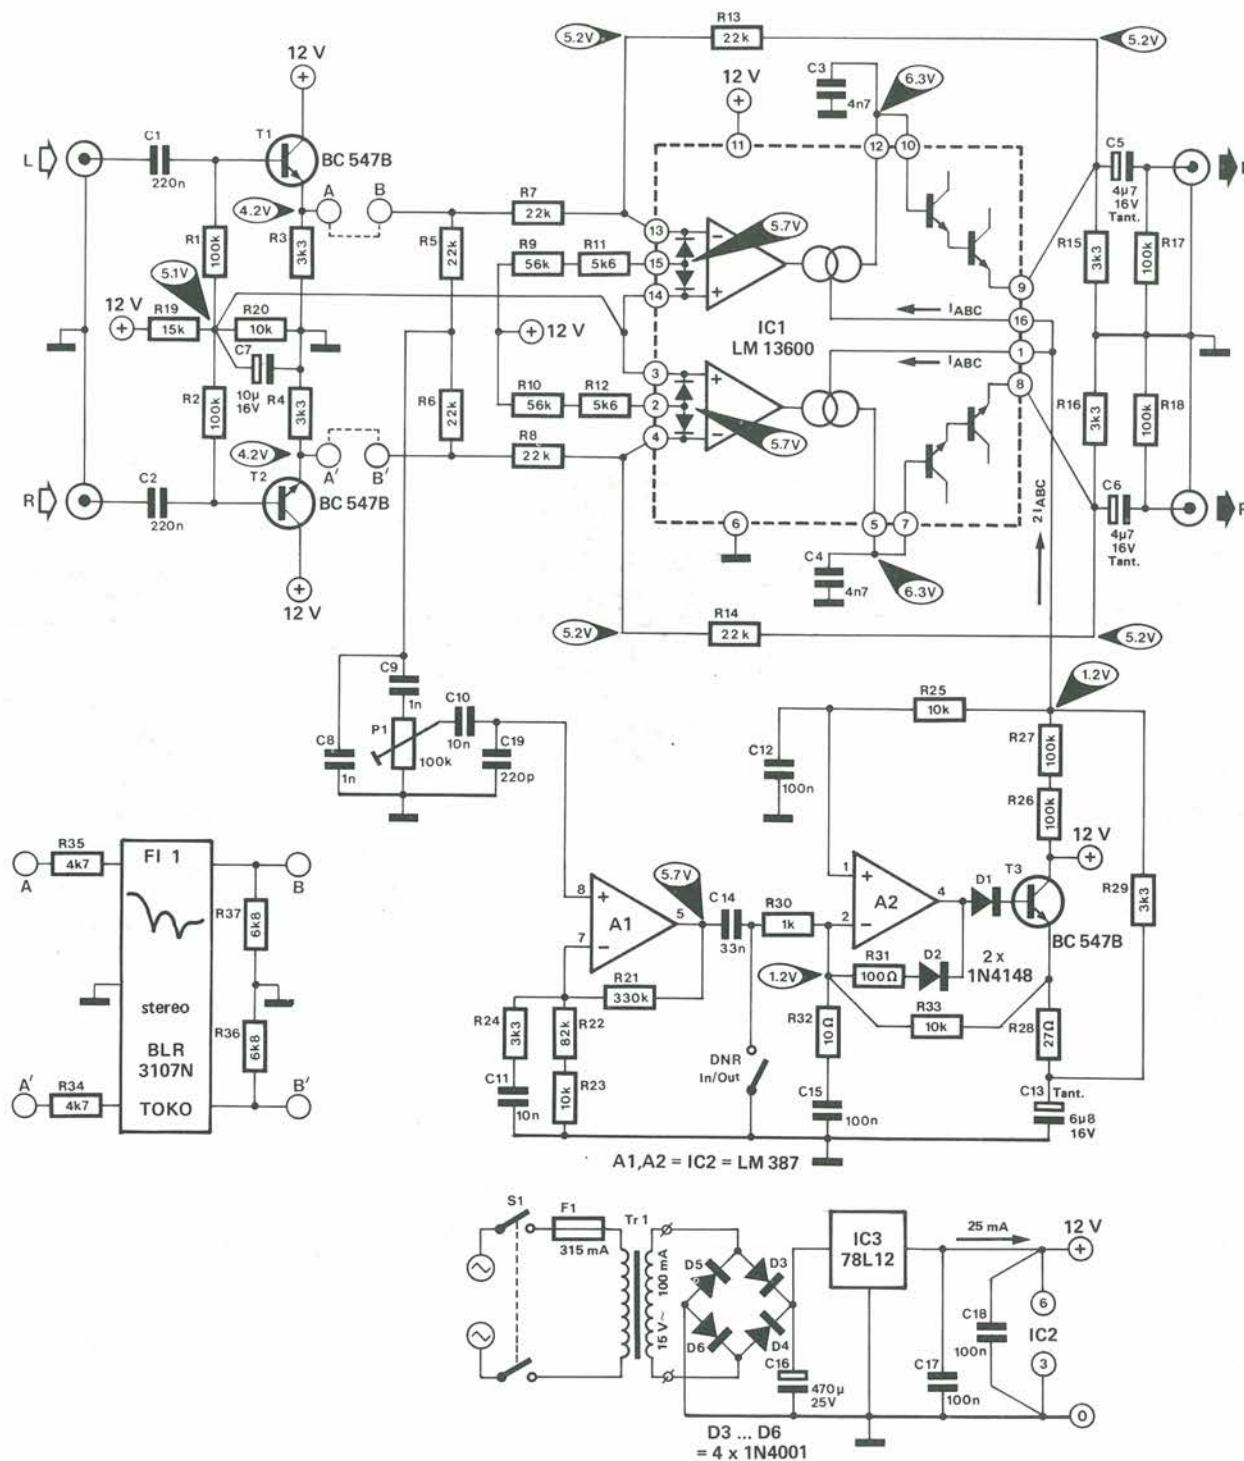 R13
22k
5.2V
5.2V
12 V
C3
4n7
6.3V
12 V
11
12
10
L
C1
220n
T1
BC 547B
A
B
4.2V
R1
100k
R3
3k3
R5
22k
R7
22k
13
15
14
R9
56k
R11
5k6
5.7V
5.1V
12 V
R19
15k
R20
10k
C7
10µ
16V
12 V
IC1
LM 13600
IABC
IABC
9
16
1
8
C5
4µ7
16V
Tant.
R15
3k3
R17
100k
R2
100k
R4
3k3
R6
22k
R10
56k
R12
5k6
3
2
4
5.7V
R8
22 k
R16
3k3
R18
100k
4.2V
A'
B'
T2
BC 547B
R
C2
220n
12 V
6
5
7
C4
4n7
6.3V
2 IABC
C6
4µ7
16V
Tant.
5.2V
R14
22 k
5.2V
C9
1n
C8
1n
P1
100k
C10
10n
C19
220p
R25
10k
1.2V
C12
100n
R27
100k
R26
100k
12 V
R29
3k3
R35
4k7
A
FI 1
B
R37
6k8
stereo
BLR
3107N
TOKO
R36
6k8
A'
R34
4k7
B'
8
7
A1
5
5.7V
C14
33n
R30
1k
1
2
A2
4
D1
T3
BC 547B
2 x
1N4148
R21
330k
1.2V
R31
100Ω
D2
R33
10k
R24
3k3
R22
82k
R32
10Ω
R28
27Ω
DNR
In/Out
C11
10n
R23
10k
C15
100n
C13
Tant.
6µ8
16V
A1,A2 = IC2 = LM 387
S1
F1
315 mA
Tr 1
15 V~ 100 mA
D5
D3
D6
D4
C16
470µ
25V
IC3
78L12
25 mA
12 V
C17
100n
C18
100n
6
IC2
3
0
D3 ... D6
= 4 x 1N4001